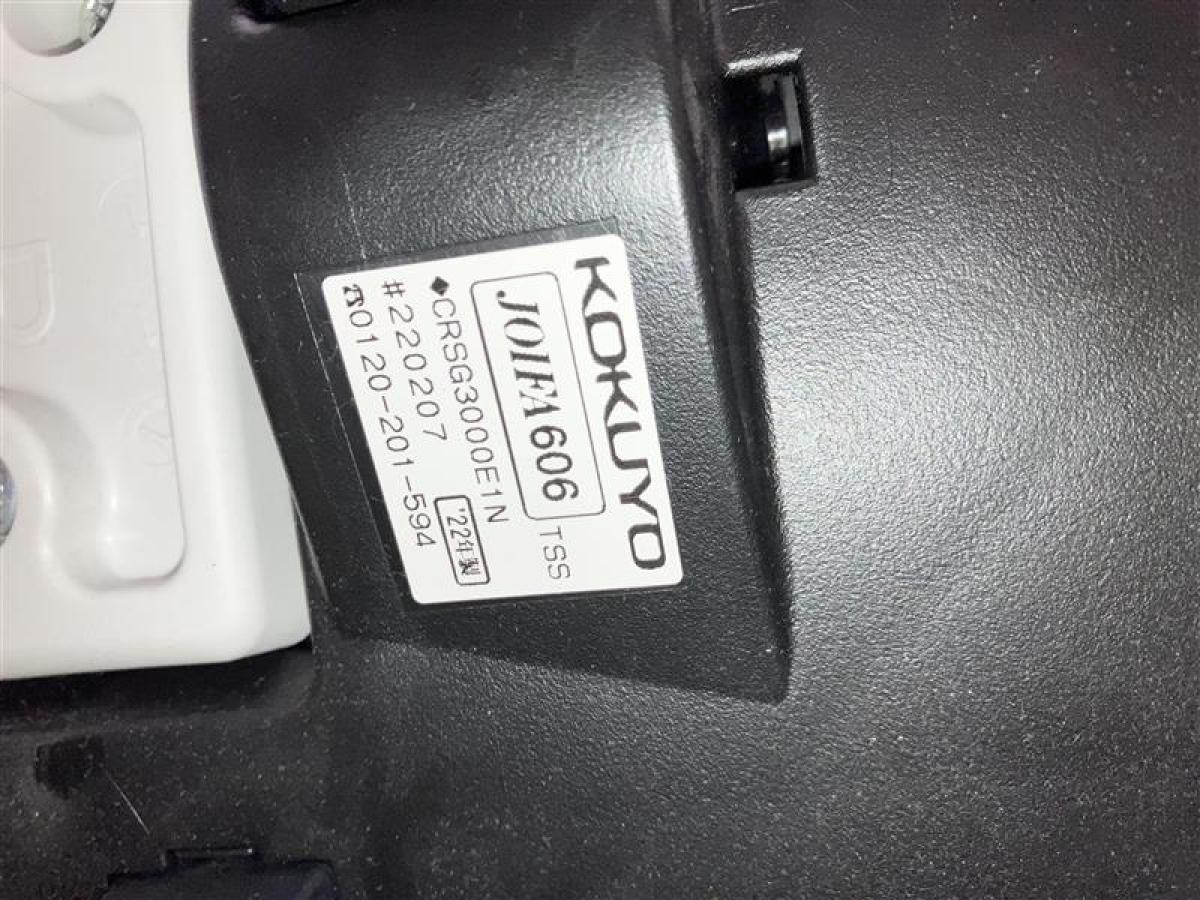 KOKUYO
JOIFA 606 TSS
◆CRSG3000E1N
#220207 '22年製
☎0120-201-594